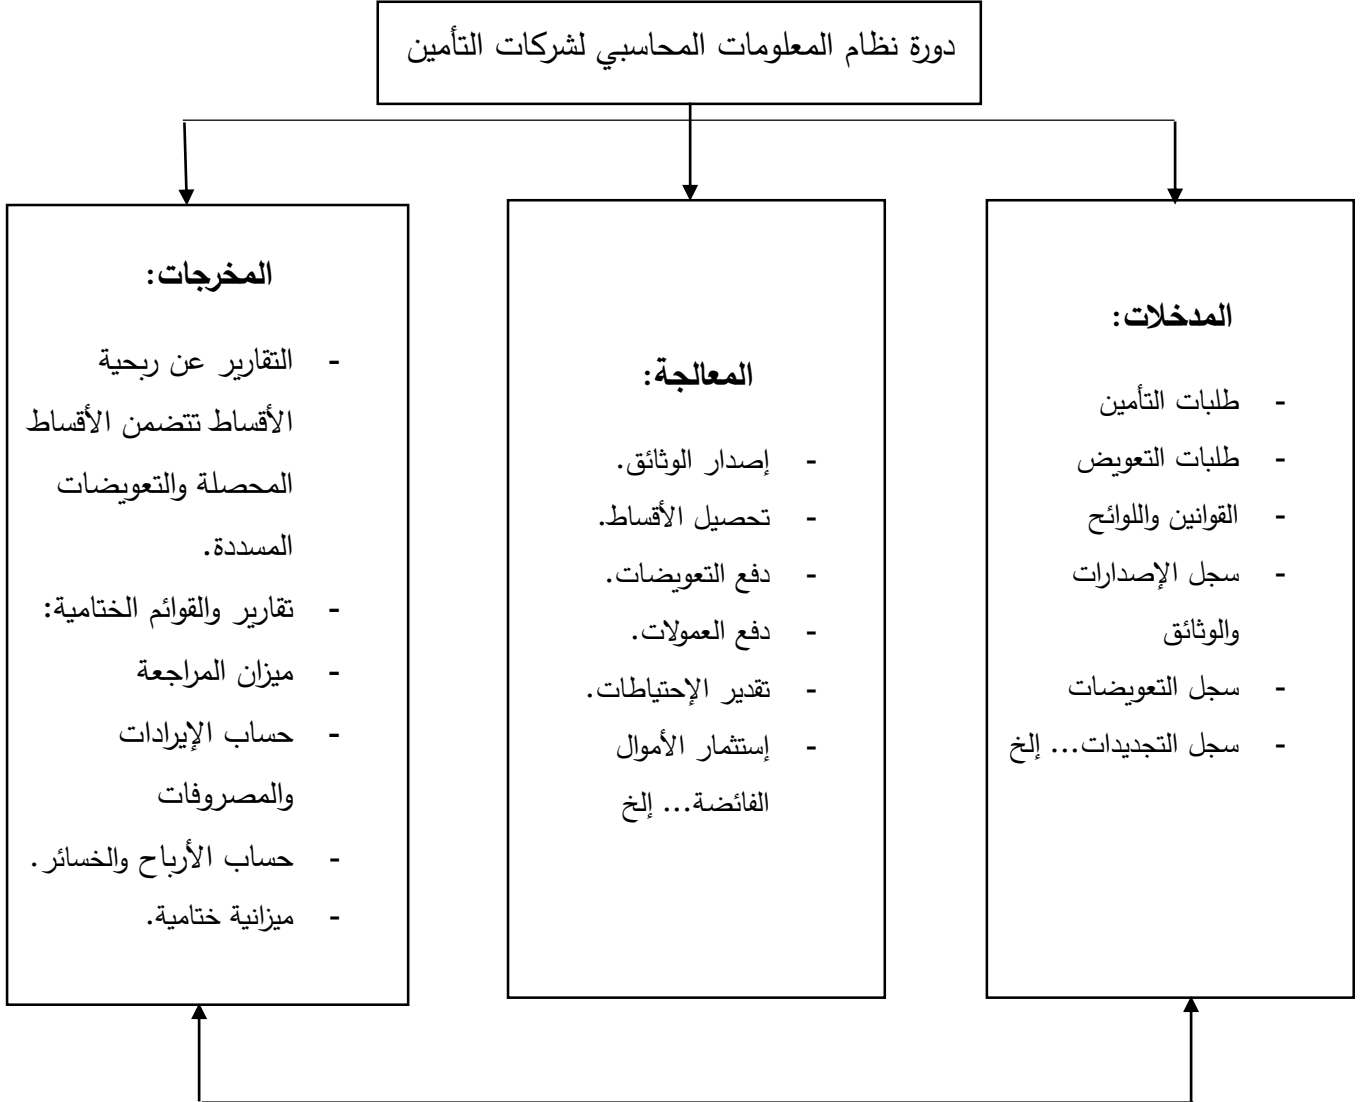 دورة نظام المعلومات المحاسبي لشركات التأمين
المدخلات:
- طلبات التأمين
- طلبات التعويض
- القوانين واللوائح
- سجل الإصدارات
والوثائق
- سجل التعويضات
- سجل التجديدات... إلخ
المعالجة:
- إصدار الوثائق.
- تحصيل الأقساط.
- دفع التعويضات.
- دفع العمولات.
- تقدير الإحتياطات.
- إستثمار الأموال
الفائضة... إلخ
المخرجات:
- التقارير عن ربحية
الأقساط تتضمن الأقساط
المحصلة والتعويضات
المسددة.
- تقارير والقوائم الختامية:
- ميزان المراجعة
- حساب الإيرادات
والمصروفات
- حساب الأرباح والخسائر.
- ميزانية ختامية.